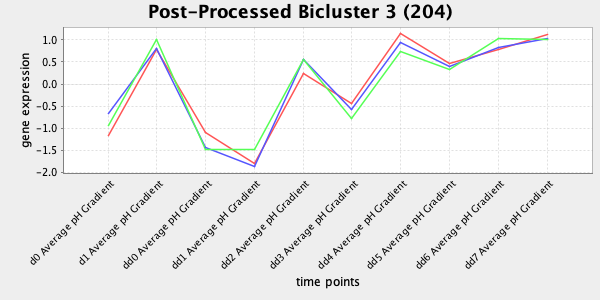 Post-Processed Bicluster 3 (204)
gene expression
1.0
0.5
0.0
-0.5
-1.0
-1.5
-2.0
d0 Average pH Gradient
d1 Average pH Gradient
dd0 Average pH Gradient
dd1 Average pH Gradient
dd2 Average pH Gradient
dd3 Average pH Gradient
dd4 Average pH Gradient
dd5 Average pH Gradient
dd6 Average pH Gradient
dd7 Average pH Gradient
time points